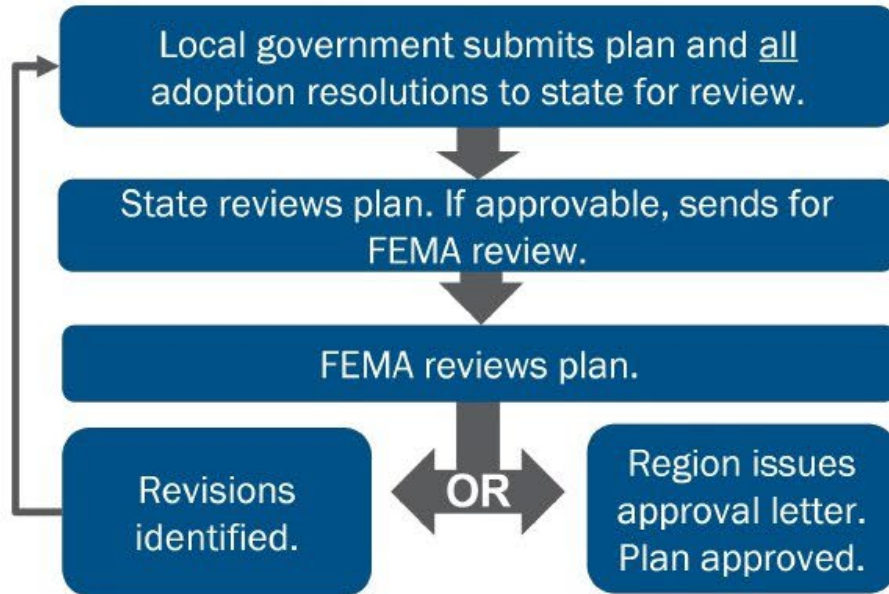 Local government submits plan and all
adoption resolutions to state for review.
State reviews plan. If approvable, sends for
FEMA review.
FEMA reviews plan.
OR
Revisions
identified.
Region issues
approval letter.
Plan approved.